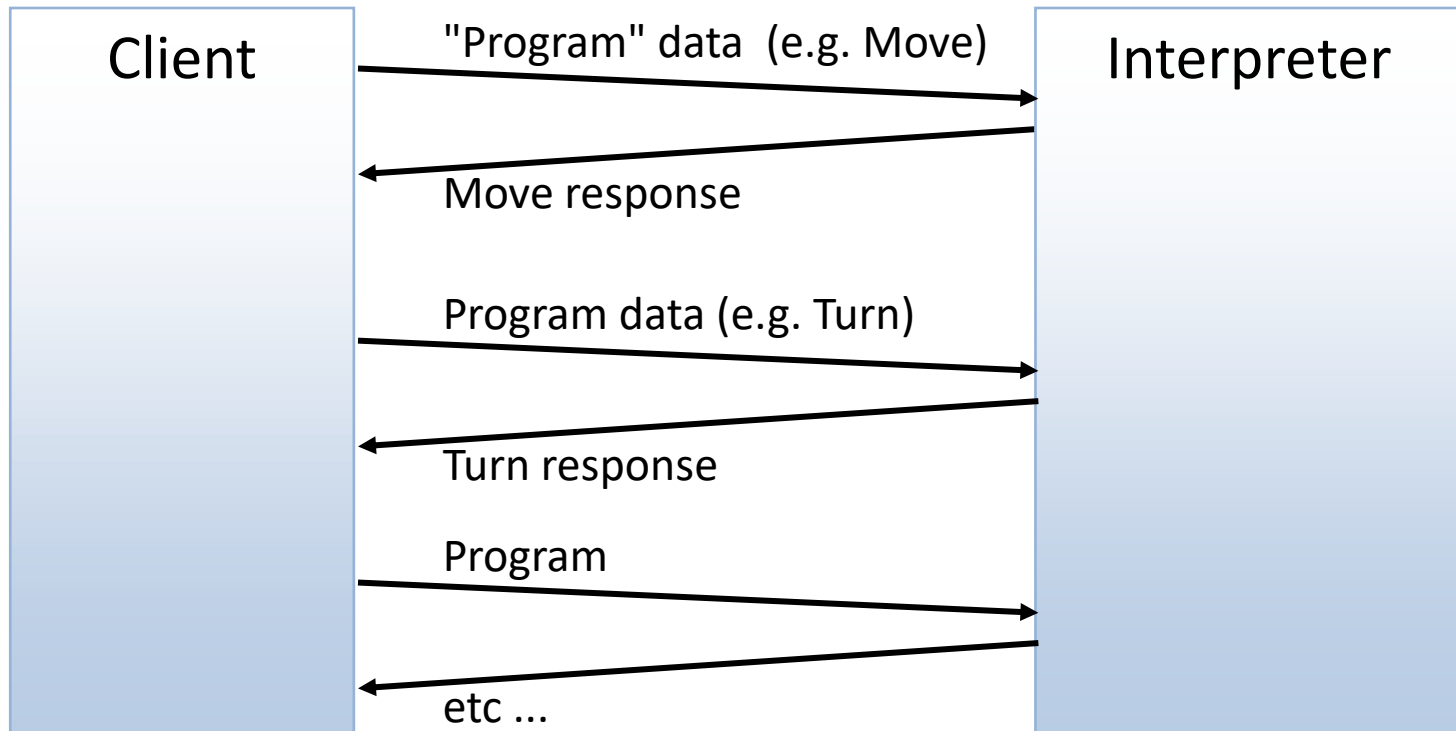 Client
"Program" data  (e.g. Move)
Interpreter
Move response
Program data (e.g. Turn)
Turn response
Program
etc ...